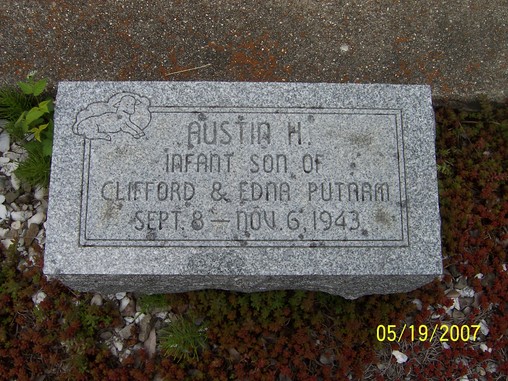 AUSTIN H.
INFANT SON OF
CLIFFORD & EDNA PUTNAM
SEPT. 8 — NOV. 6, 1943
05/19/2007